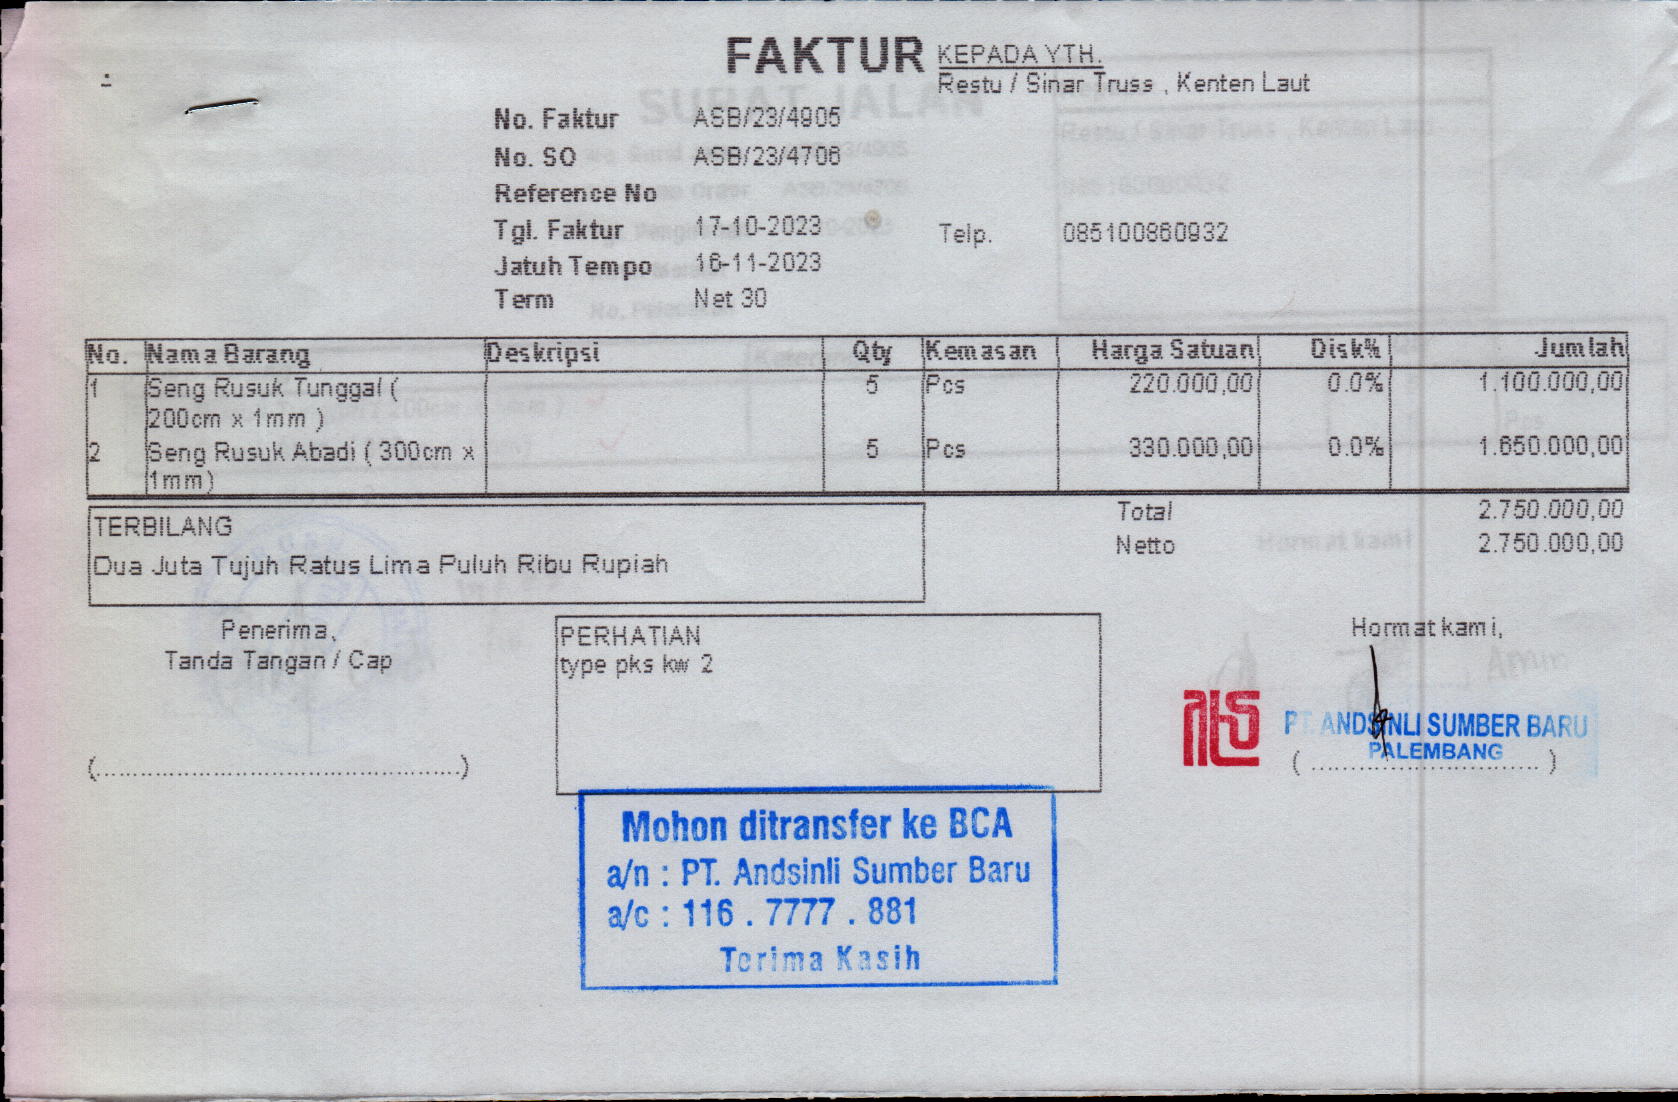 FAKTUR
KEPADA YTH.
Restu / Sinar Truss , Kenten Laut
No. Faktur ASB/23/4905
No. SO ASB/23/4706
Reference No
Tgl. Faktur 17-10-2023
Telp. 085100860932
Jatuh Tempo 16-11-2023
Term Net 30
No. Nama Barang Deskripsi Qty Kemasan Harga Satuan Disk% Jumlah
1 Seng Rusuk Tunggal ( 5 Pcs 220.000,00 0.0% 1.100.000,00
200cm x 1mm )
2 Seng Rusuk Abadi ( 300cm x 5 Pcs 330.000,00 0.0% 1.650.000,00
1mm)
Total 2.750.000,00
TERBILANG
Netto 2.750.000,00
Dua Juta Tujuh Ratus Lima Puluh Ribu Rupiah
Penerima,
Tanda Tangan / Cap
PERHATIAN
type pks kw 2
Hormat kami,
PT. ANDSINLI SUMBER BARU
PALEMBANG
Mohon ditransfer ke BCA
a/n : PT. Andsinli Sumber Baru
a/c : 116 . 7777 . 881
Terima Kasih